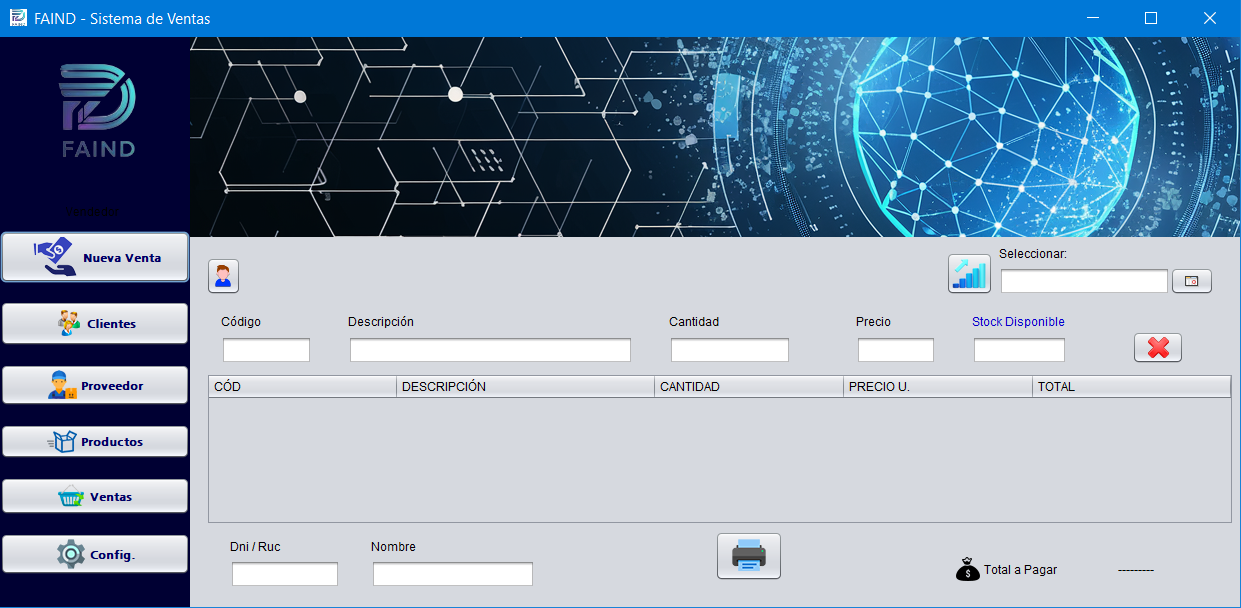 FAIND - Sistema de Ventas
FAIND
Nueva Venta
Clientes
Proveedor
Productos
Ventas
Config.
Seleccionar:
Código
Descripción
Cantidad
Precio
Stock Disponible
CÓD
DESCRIPCIÓN
CANTIDAD
PRECIO U.
TOTAL
Dni / Ruc
Nombre
Total a Pagar
---------